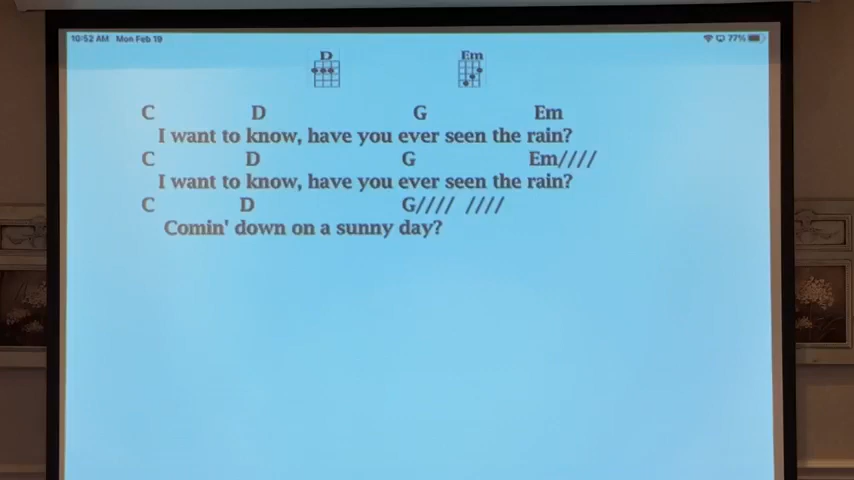 10:52 AM Mon Feb 19 77%
D Em
C D G Em
I want to know, have you ever seen the rain?
C D G Em////
I want to know, have you ever seen the rain?
C D G//// ////
Comin' down on a sunny day?